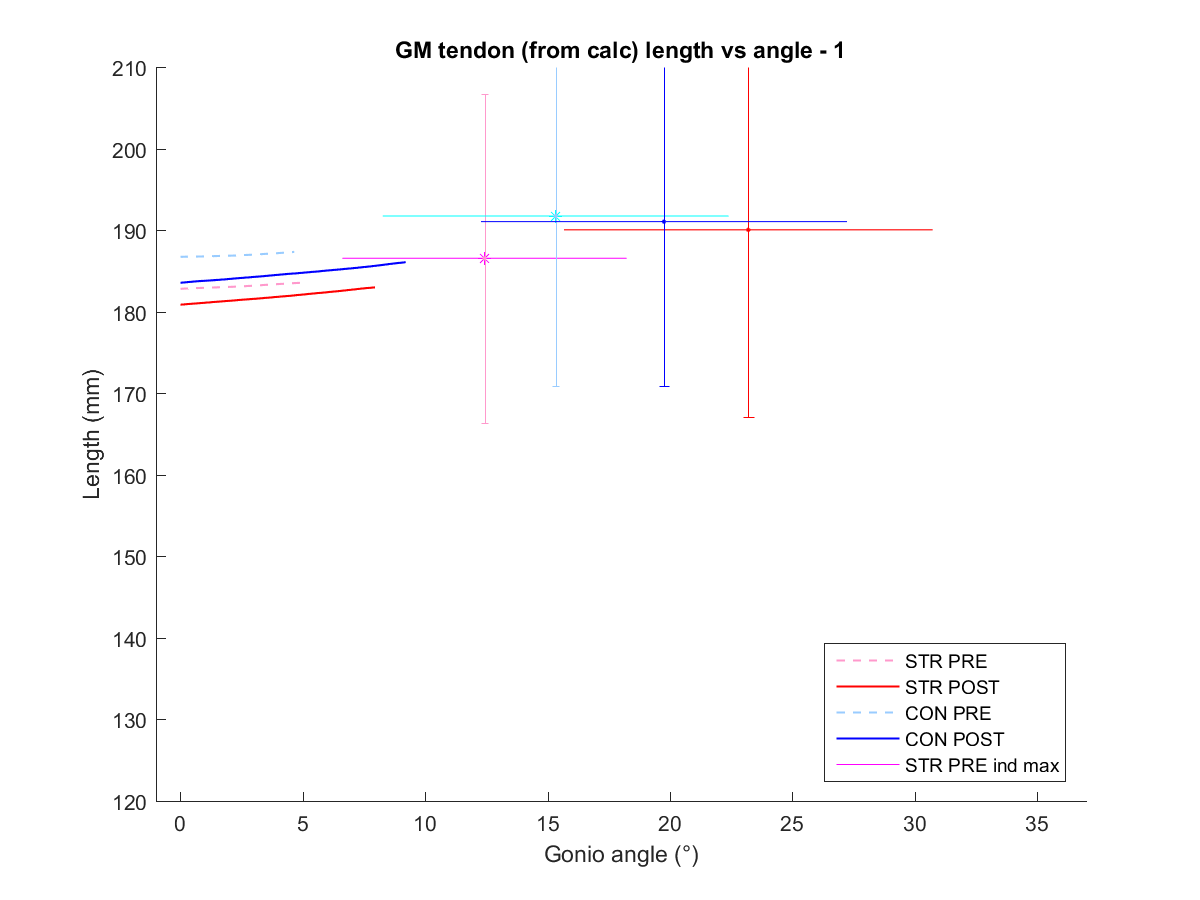 GM tendon (from calc) length vs angle - 1
210
200
190
180
170
160
150
140
130
120
Length (mm)
0 5 10 15 20 25 30 35
Gonio angle (°)
STR PRE
STR POST
CON PRE
CON POST
STR PRE ind max